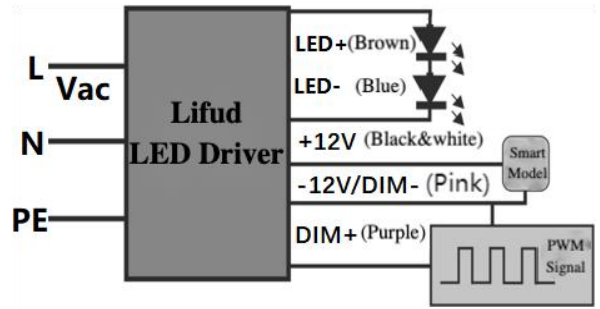 L
Vac
N
PE
Lifud
LED Driver
LED+(Brown)
LED- (Blue)
+12V (Black&white)
-12V/DIM- (Pink)
DIM+ (Purple)
Smart
Model
PWM
Signal